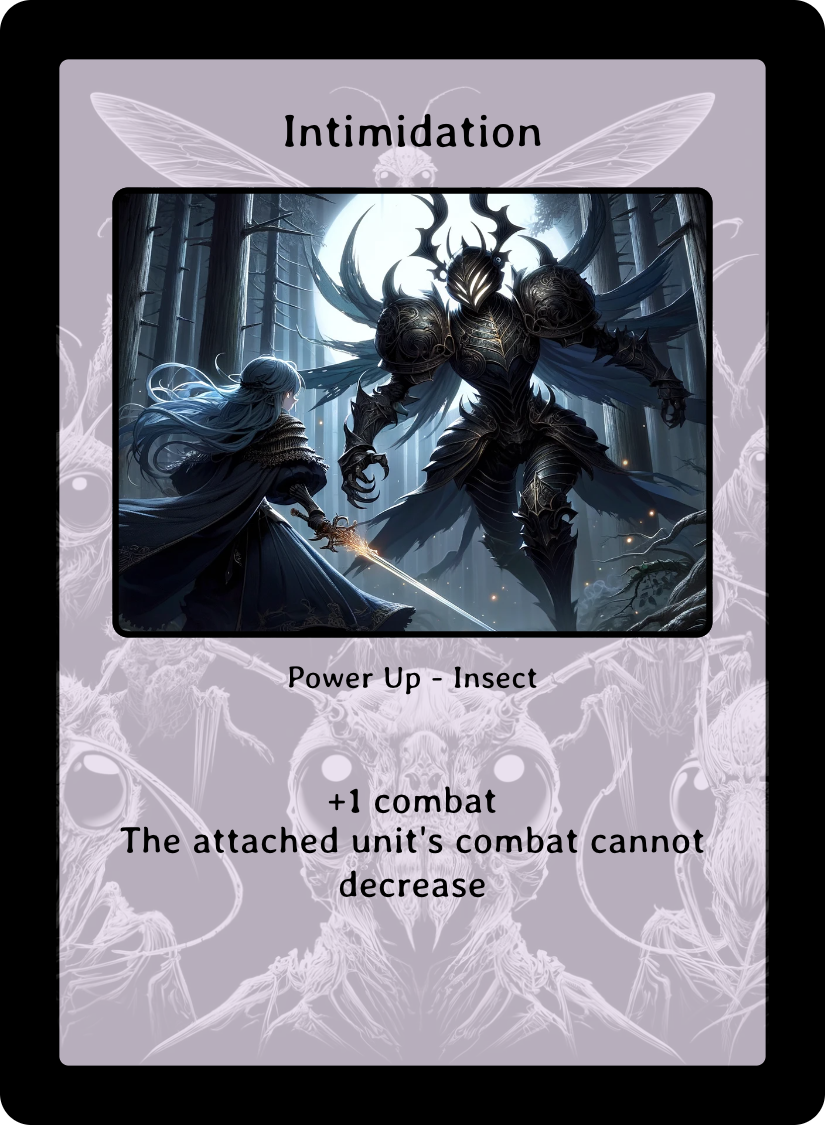 Intimidation
Power Up - Insect
+1 combat
The attached unit's combat cannot
decrease